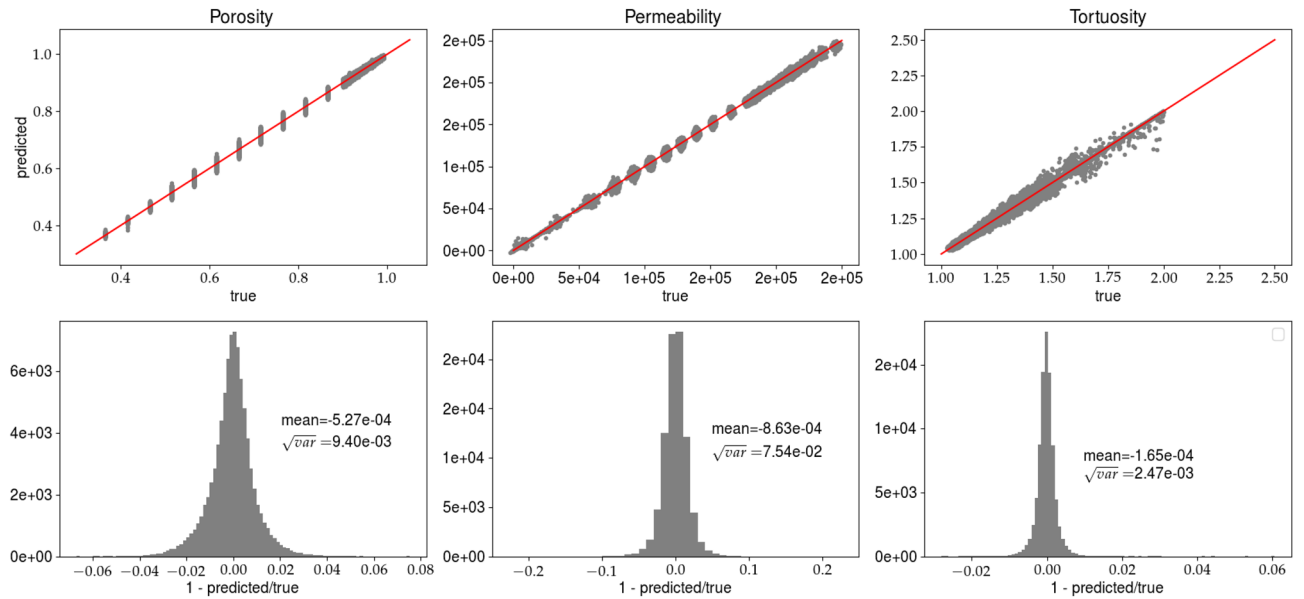 Porosity
Permeability
Tortuosity
predicted
1.0
0.8
0.6
0.4
0.4
0.6
0.8
1.0
true
2e+05
2e+05
2e+05
1e+05
5e+04
0e+00
0e+00
5e+04
1e+05
2e+05
2e+05
2e+05
true
2.50
2.25
2.00
1.75
1.50
1.25
1.00
1.00
1.25
1.50
1.75
2.00
2.25
2.50
true
6e+03
4e+03
2e+03
0e+00
mean=-5.27e-04
√var =9.40e-03
−0.06
−0.04
−0.02
0.00
0.02
0.04
0.06
0.08
1 - predicted/true
2e+04
2e+04
1e+04
5e+03
0e+00
mean=-8.63e-04
√var =7.54e-02
−0.2
−0.1
0.0
0.1
0.2
1 - predicted/true
2e+04
1e+04
5e+03
0e+00
mean=-1.65e-04
√var =2.47e-03
−0.02
0.00
0.02
0.04
0.06
1 - predicted/true